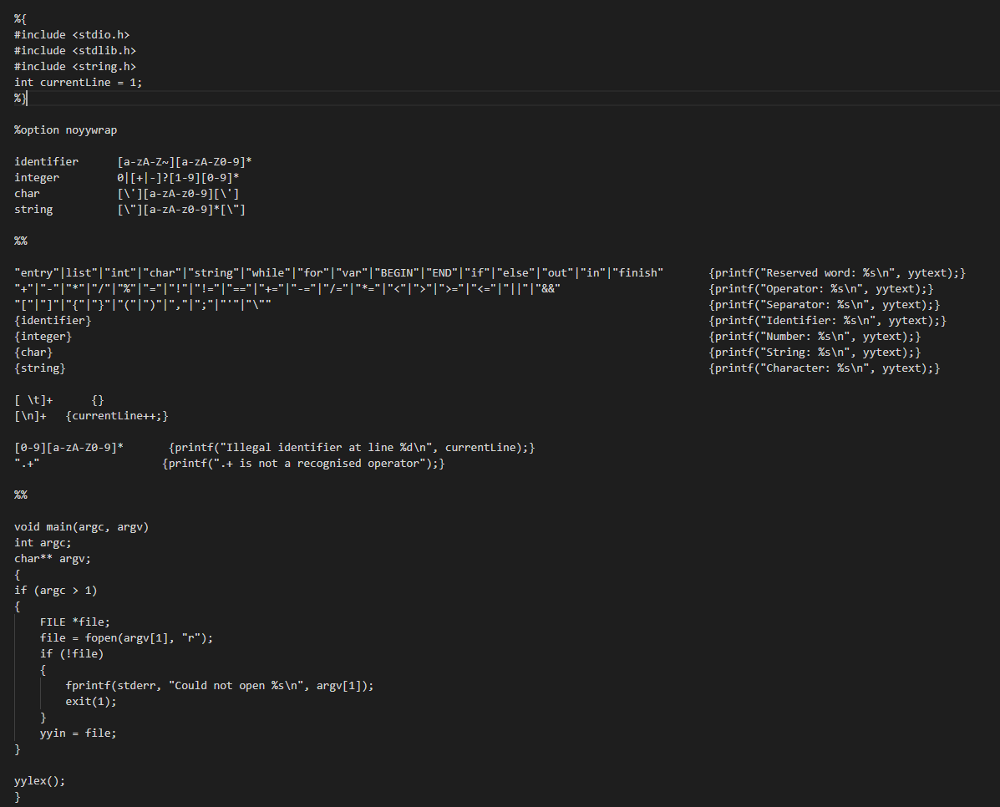 %{
#include <stdio.h>
#include <stdlib.h>
#include <string.h>
int currentLine = 1;
%}
%option noyywrap
identifier      [a-zA-Z~][a-zA-Z0-9]*
integer         0|[+|-]?[1-9][0-9]*
char            [\'][a-zA-z0-9][\']
string          [\"][a-zA-z0-9]*[\"]
%%
"entry"|list"|"int"|"char"|"string"|"while"|"for"|"var"|"BEGIN"|"END"|"if"|"else"|"out"|"in"|"finish"       {printf("Reserved word: %s\n", yytext);}
"+"|"-"|"*"|"/"|"%"|"="|"!"|"!="|"=="|"+="|"-="|"/="|"*="|"<"|">"|">="|"<="|"||"|"&&"                       {printf("Operator: %s\n", yytext);}
"["|"]"|"{"|"}"|"("|")"|","|";"|"'"|"\""                                                                    {printf("Separator: %s\n", yytext);}
{identifier}                                                                                                {printf("Identifier: %s\n", yytext);}
{integer}                                                                                                   {printf("Number: %s\n", yytext);}
{char}                                                                                                      {printf("String: %s\n", yytext);}
{string}                                                                                                    {printf("Character: %s\n", yytext);}
[ \t]+      {}
[\n]+   {currentLine++;}
[0-9][a-zA-Z0-9]*       {printf("Illegal identifier at line %d\n", currentLine);}
".+"                   {printf(".+ is not a recognised operator");}
%%
void main(argc, argv)
int argc;
char** argv;
{
if (argc > 1)
{
    FILE *file;
    file = fopen(argv[1], "r");
    if (!file)
    {
        fprintf(stderr, "Could not open %s\n", argv[1]);
        exit(1);
    }
    yyin = file;
}
yylex();
}